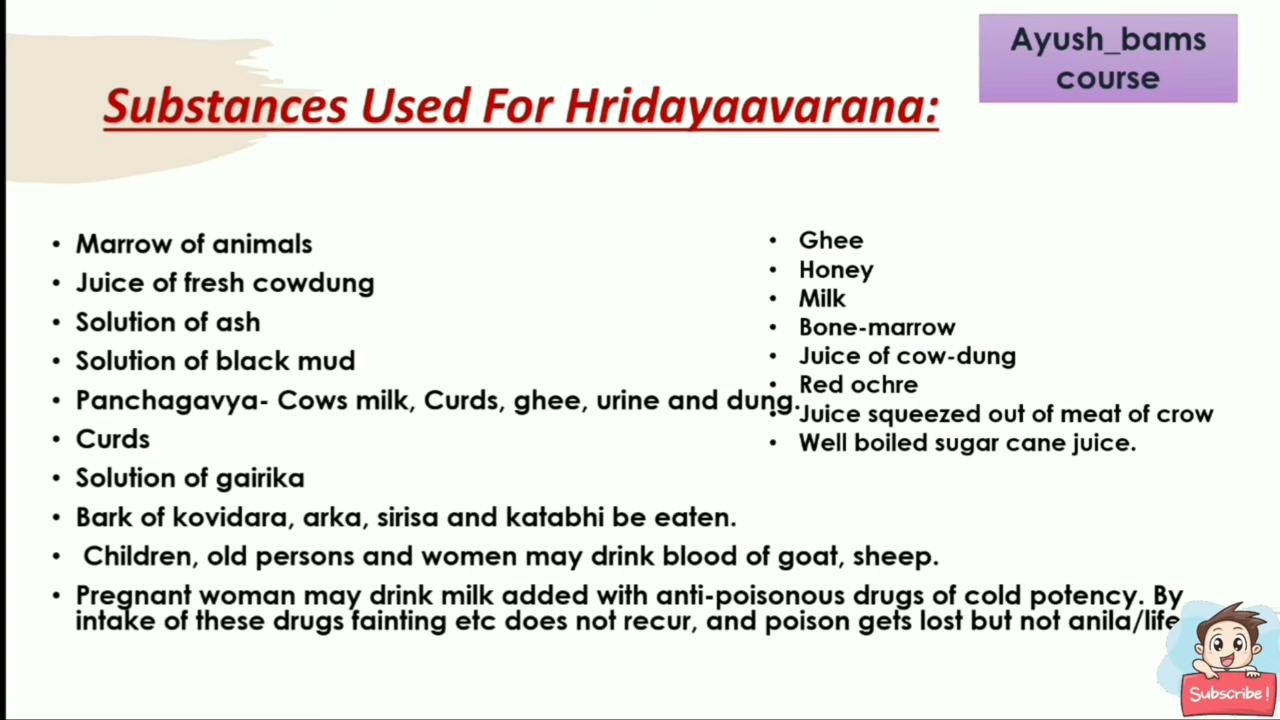 Ayush_bams
course
Substances Used For Hridayaavarana:
• Marrow of animals
• Juice of fresh cowdung
• Solution of ash
• Solution of black mud
• Panchagavya- Cows milk, Curds, ghee, urine and dung.
• Curds
• Solution of gairika
• Bark of kovidara, arka, sirisa and katabhi be eaten.
• Children, old persons and women may drink blood of goat, sheep.
• Pregnant woman may drink milk added with anti-poisonous drugs of cold potency. By
intake of these drugs fainting etc does not recur, and poison gets lost but not anila/life
• Ghee
• Honey
• Milk
• Bone-marrow
• Juice of cow-dung
• Red ochre
• Juice squeezed out of meat of crow
• Well boiled sugar cane juice.
Subscribe!